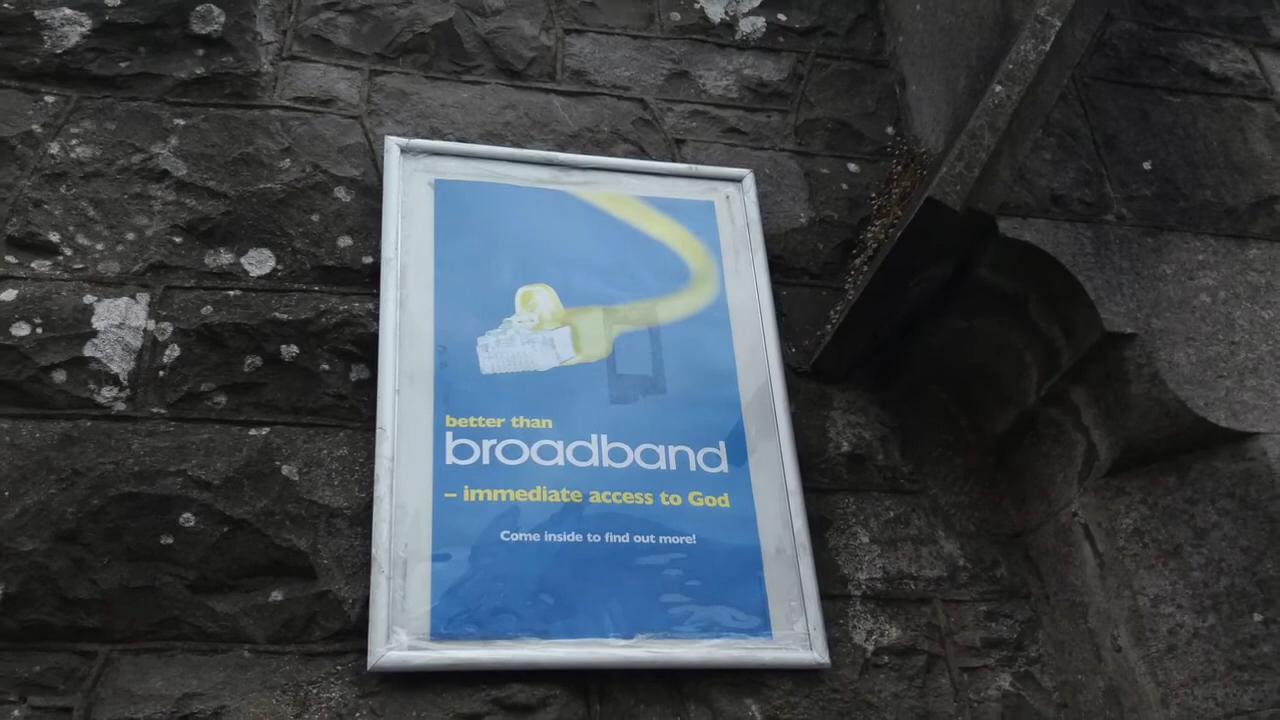 better than
broadband
– immediate access to God
Come inside to find out more!